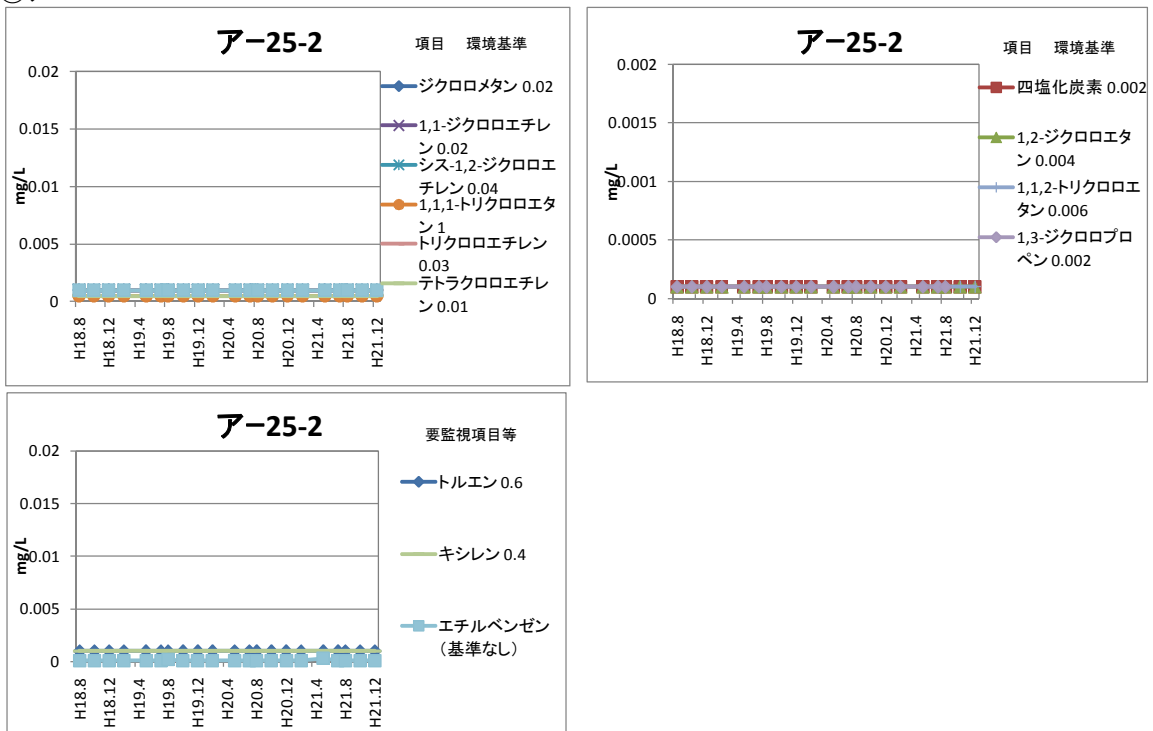 アー25-2
項目 環境基準
0.02
0.015
0.01
0.005
0
mg/L
ジクロロメタン 0.02
1,1-ジクロロエチレ
ン 0.02
シス-1,2-ジクロロエ
チレン 0.04
1,1,1-トリクロロエタ
ン 1
トリクロロエチレン
0.03
テトラクロロエチレ
ン 0.01
H18.8
H18.12
H19.4
H19.8
H19.12
H20.4
H20.8
H20.12
H21.4
H21.8
H21.12
アー25-2
項目 環境基準
0.002
0.0015
0.001
0.0005
0
mg/L
四塩化炭素 0.002
1,2-ジクロロエタ
ン 0.004
1,1,2-トリクロロエ
タン 0.006
1,3-ジクロロプロ
ペン 0.002
H18.8
H18.12
H19.4
H19.8
H19.12
H20.4
H20.8
H20.12
H21.4
H21.8
H21.12
アー25-2
要監視項目等
0.02
0.015
0.01
0.005
0
mg/L
トルエン 0.6
キシレン 0.4
エチルベンゼン
（基準なし）
H18.8
H18.12
H19.4
H19.8
H19.12
H20.4
H20.8
H20.12
H21.4
H21.8
H21.12